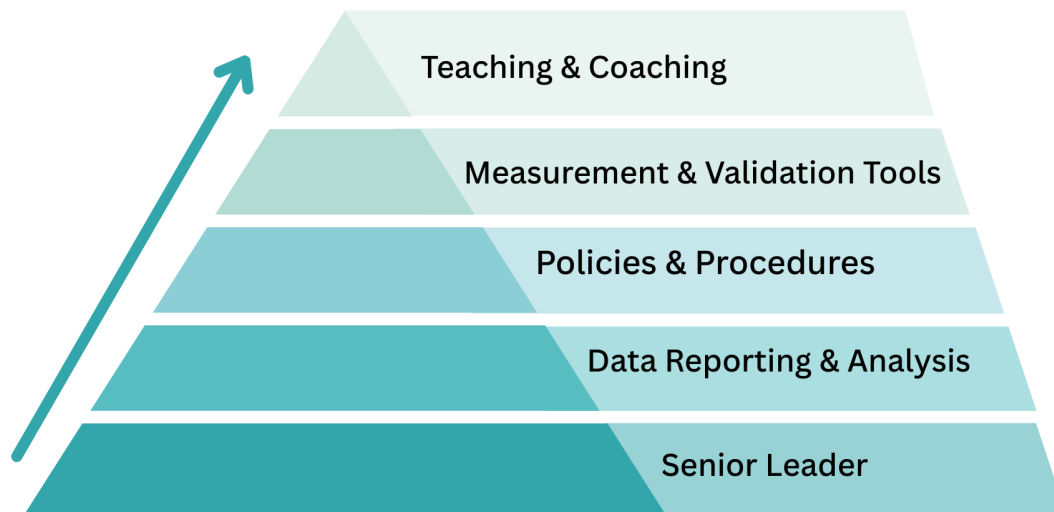 Teaching & Coaching
Measurement & Validation Tools
Policies & Procedures
Data Reporting & Analysis
Senior Leader